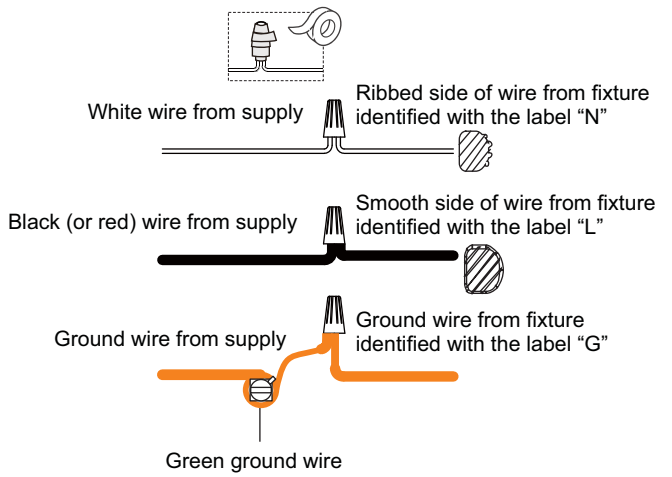 White wire from supply
Ribbed side of wire from fixture
identified with the label “N”
Black (or red) wire from supply
Smooth side of wire from fixture
identified with the label “L”
Ground wire from supply
Ground wire from fixture
identified with the label “G”
Green ground wire